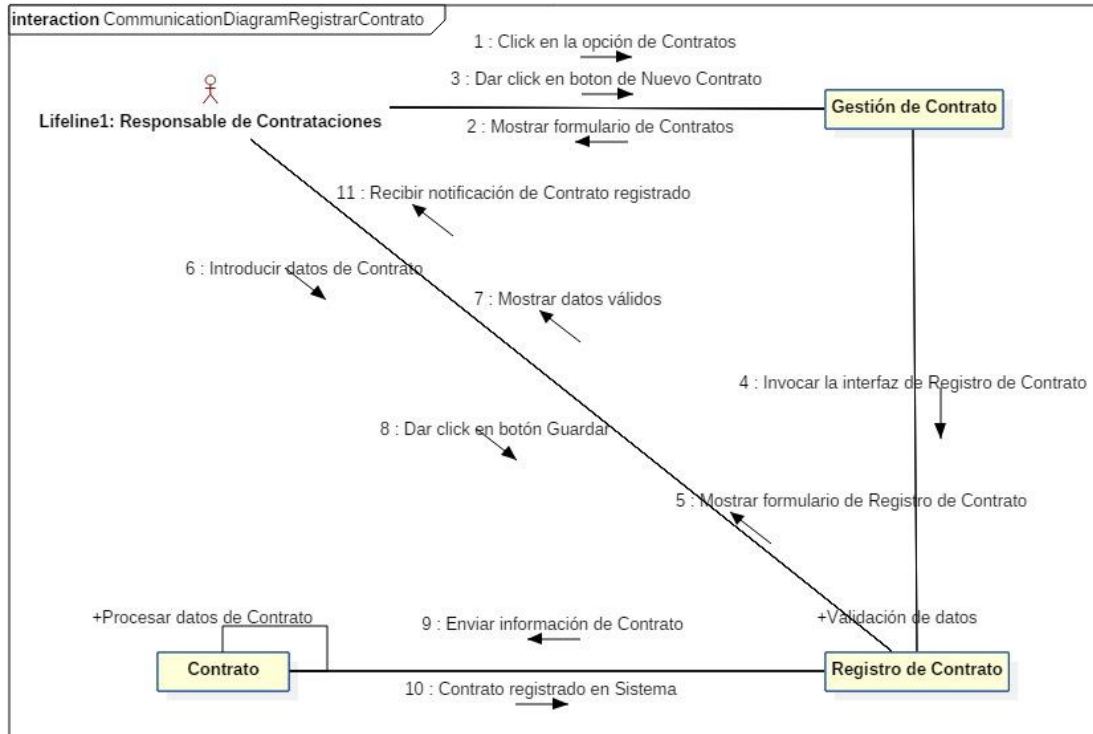 interaction CommunicationDiagramRegistrarContrato
1 : Click en la opción de Contratos
3 : Dar click en boton de Nuevo Contrato
Lifeline1: Responsable de Contrataciones
Gestión de Contrato
2 : Mostrar formulario de Contratos
11 : Recibir notificación de Contrato registrado
6 : Introducir datos de Contrato
7 : Mostrar datos válidos
4 : Invocar la interfaz de Registro de Contrato
8 : Dar click en botón Guardar
5 : Mostrar formulario de Registro de Contrato
+Procesar datos de Contrato
9 : Enviar información de Contrato
+Validación de datos
Contrato
Registro de Contrato
10 : Contrato registrado en Sistema